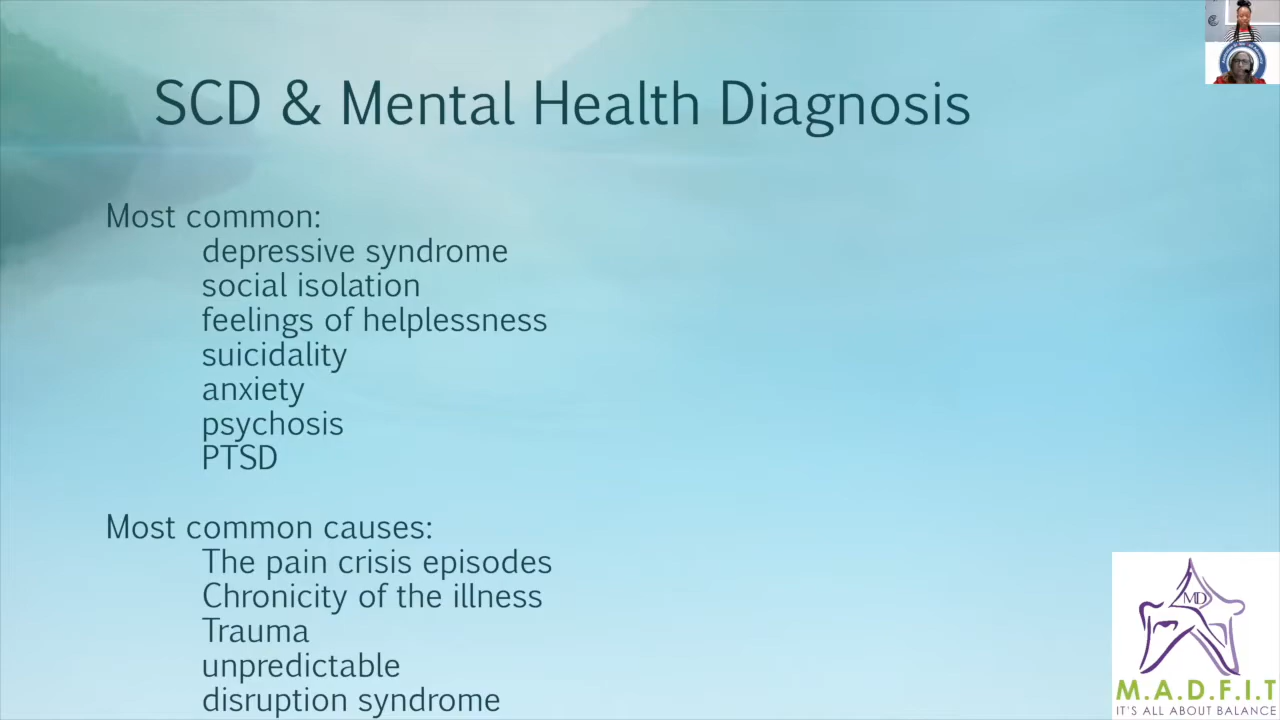 SCD & Mental Health Diagnosis
Most common:
depressive syndrome
social isolation
feelings of helplessness
suicidality
anxiety
psychosis
PTSD
Most common causes:
The pain crisis episodes
Chronicity of the illness
Trauma
unpredictable
disruption syndrome
MD
M.A.D.F.I.T
IT'S ALL ABOUT BALANCE